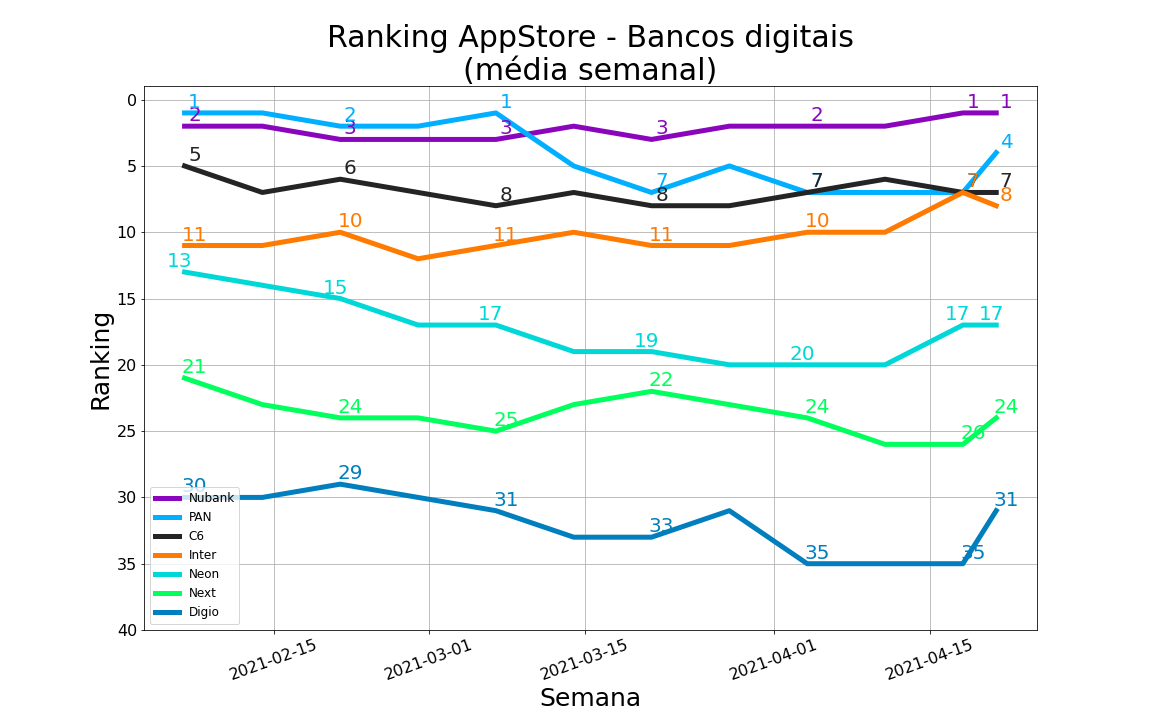 Ranking AppStore - Bancos digitais
(média semanal)
0
5
10
15
20
25
30
35
40
Ranking
1 2 1 7 7 7 4
2 3 3 3 2 1 1
5 6 8 8 7 7
11 10 11 11 10 7 8
13 15 17 19 20 17 17
21 24 25 22 24 26 24
30 29 31 33 35 35 31
Nubank
PAN
C6
Inter
Neon
Next
Digio
2021-02-15 2021-03-01 2021-03-15 2021-04-01 2021-04-15
Semana